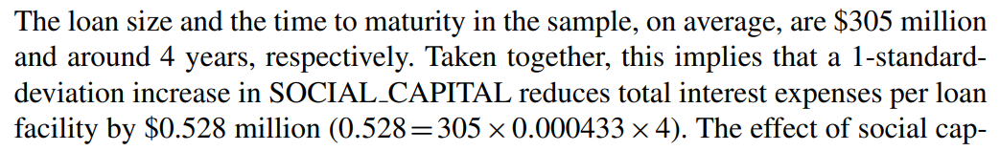 The loan size and the time to maturity in the sample, on average, are $305 million
and around 4 years, respectively. Taken together, this implies that a 1-standard-
deviation increase in SOCIAL_CAPITAL reduces total interest expenses per loan
facility by $0.528 million (0.528 = 305 × 0.000433 × 4). The effect of social cap-